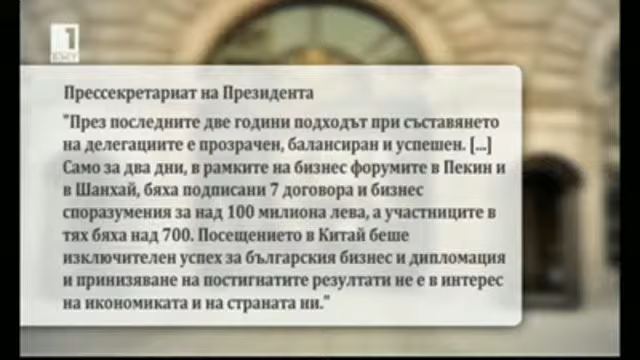 1
БНТ
Прессекретариат на Президента
"През последните две години подходът при съставянето
на делегациите е прозрачен, балансиран и успешен. [...]
Само за два дни, в рамките на бизнес форумите в Пекин и
в Шанхай, бяха подписани 7 договора и бизнес
споразумения за над 100 милиона лева, а участниците в
тях бяха над 700. Посещението в Китай беше
изключителен успех за българския бизнес и дипломация
и принизяване на постигнатите резултати не е в интерес
на икономиката и на страната ни."